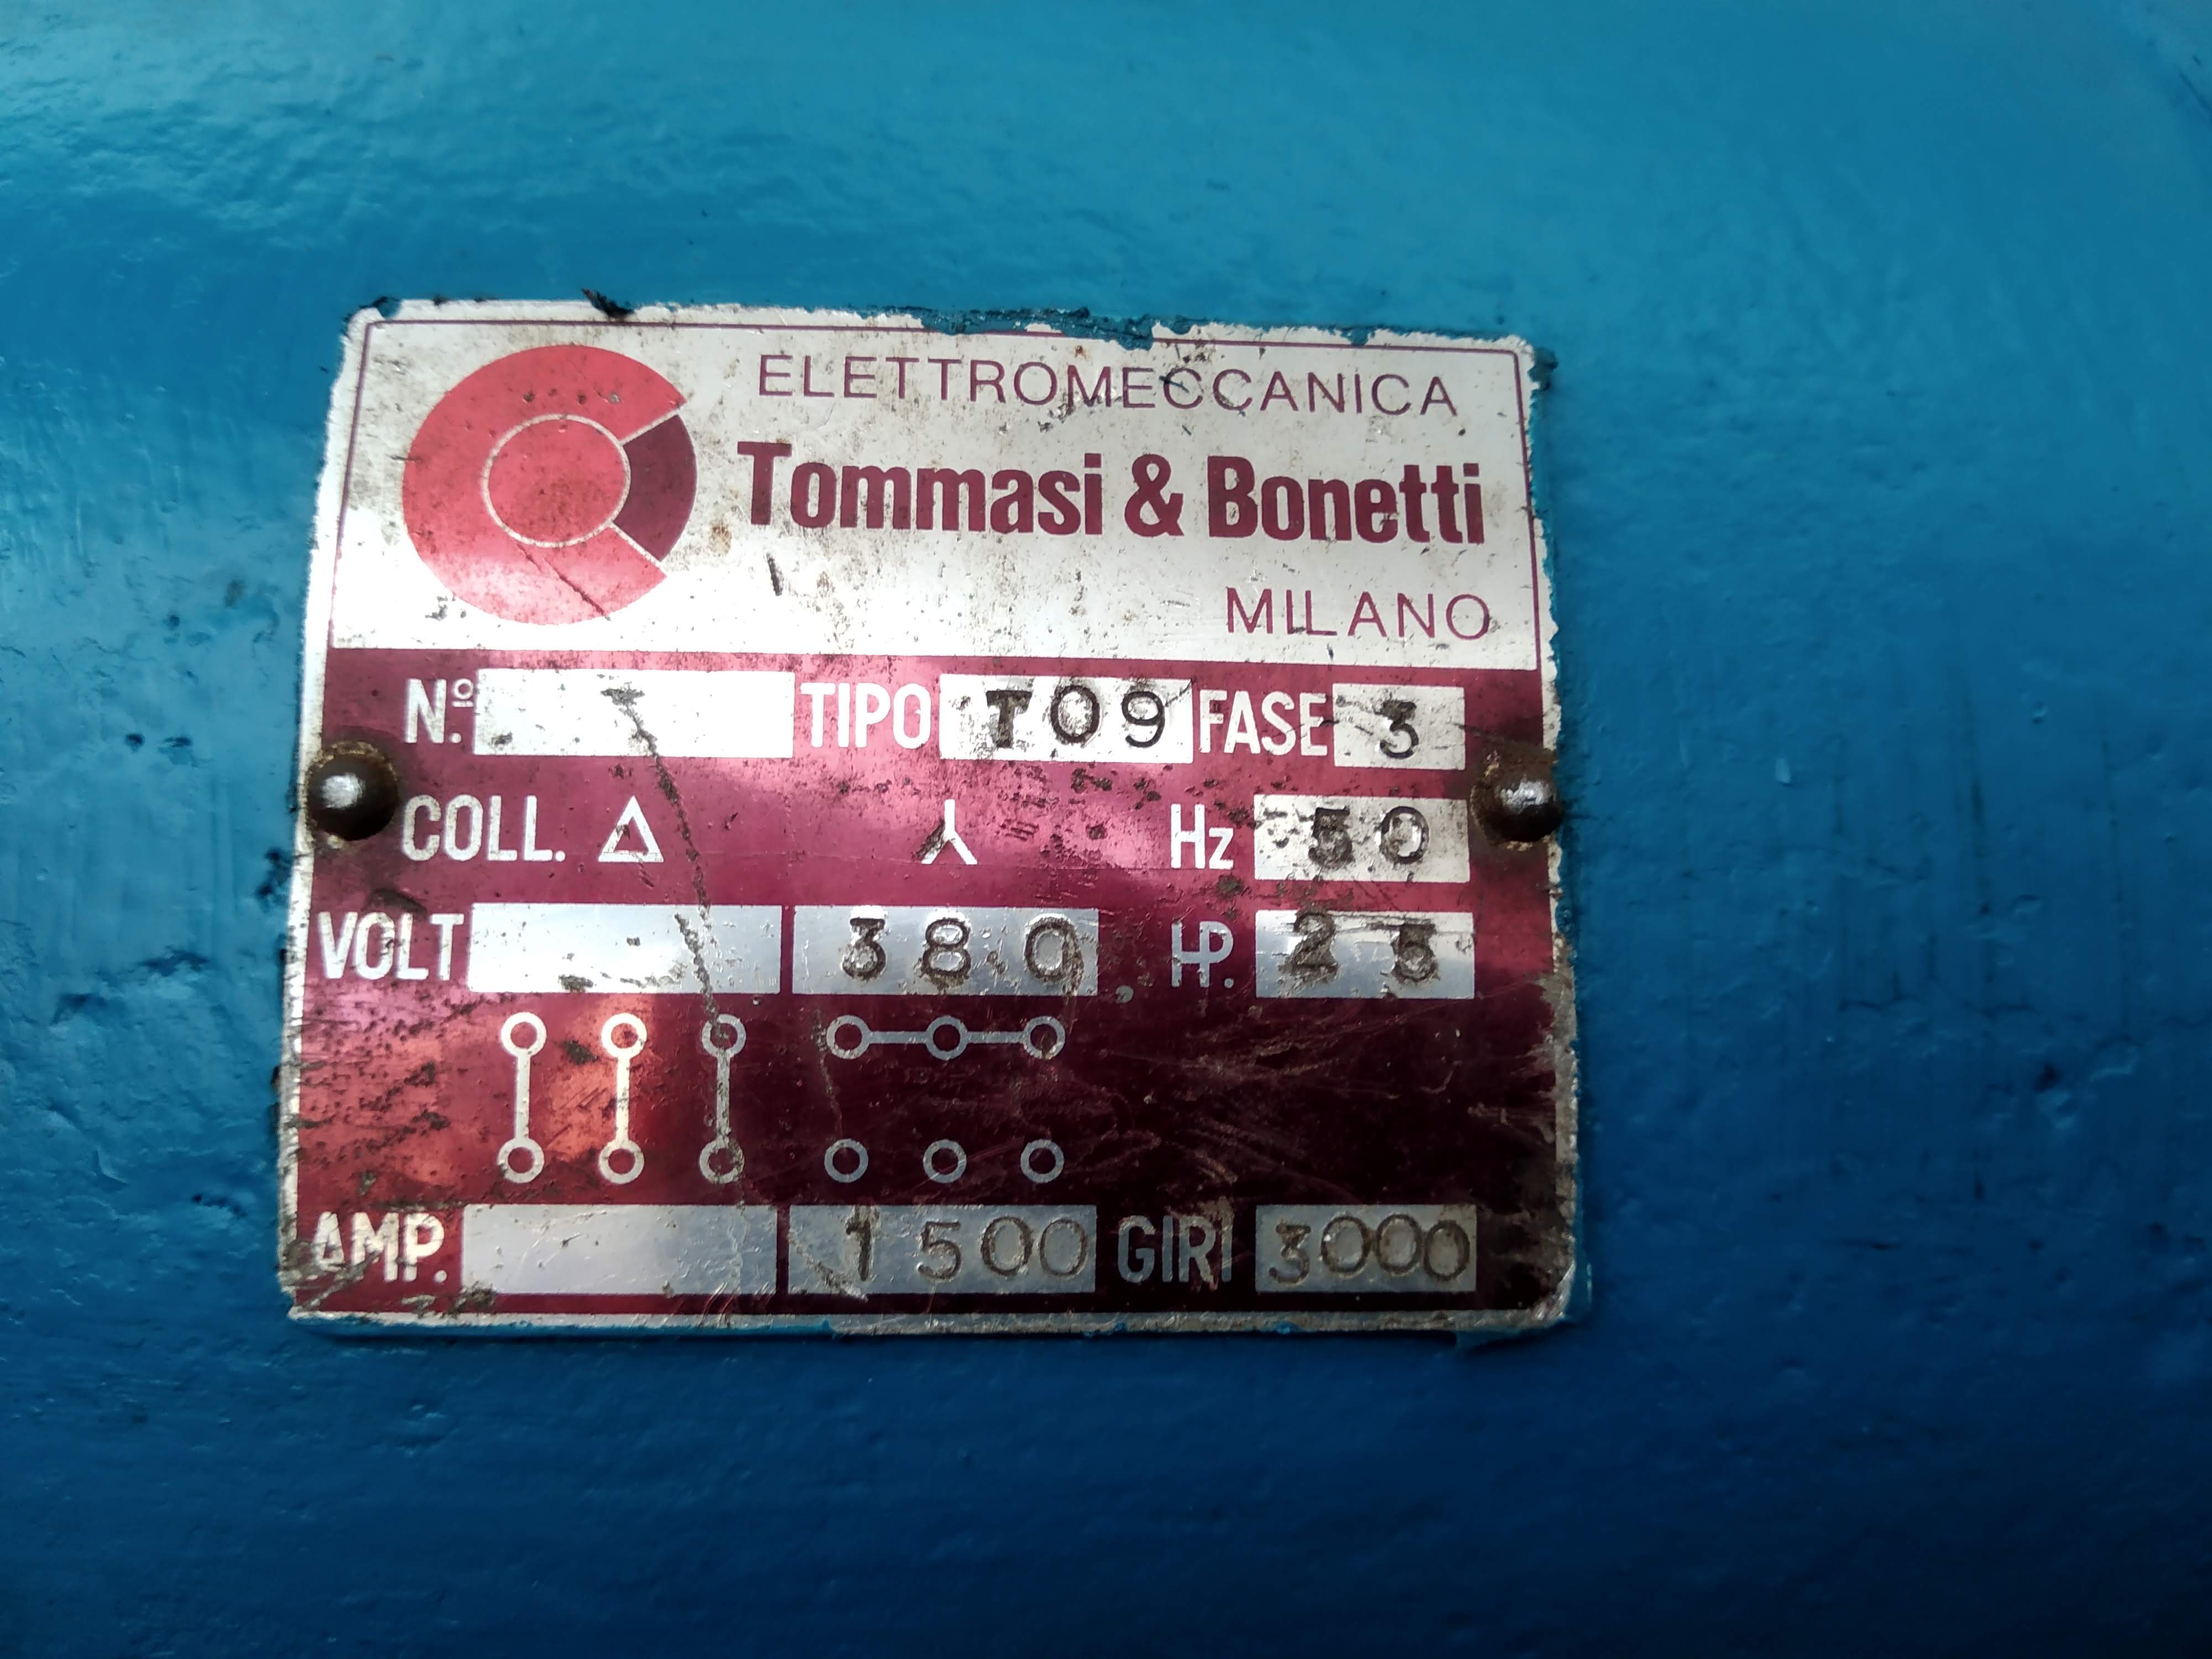 ELETTROMECCANICA
Tommasi & Bonetti
MILANO
Nº. TIPO T09 FASE 3
COLL. Δ Hz 50
VOLT 380 HP. 25
AMP. 1500 GIRI 3000